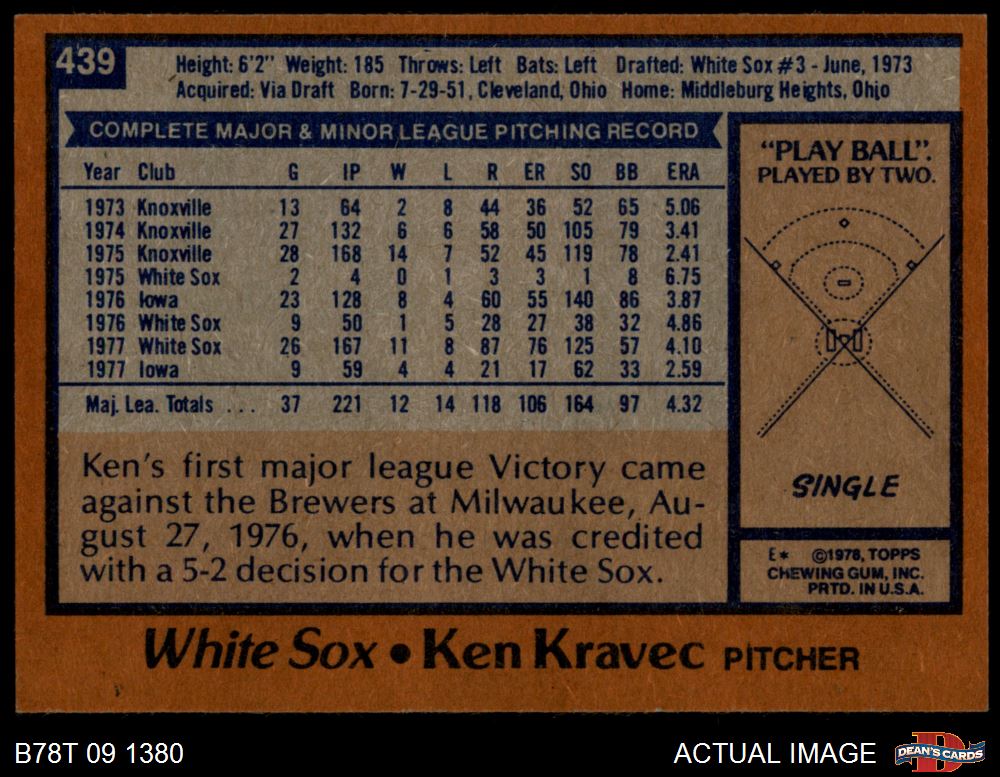 439
Height: 6'2" Weight: 185 Throws: Left Bats: Left Drafted: White Sox #3 - June, 1973
Acquired: Via Draft Born: 7-29-51, Cleveland, Ohio Home: Middleburg Heights, Ohio
COMPLETE MAJOR & MINOR LEAGUE PITCHING RECORD
Year Club G IP W L R ER SO BB ERA
1973 Knoxville 13 64 2 8 44 36 52 65 5.06
1974 Knoxville 27 132 6 6 58 50 105 79 3.41
1975 Knoxville 28 168 14 7 52 45 119 78 2.41
1975 White Sox 2 4 0 1 3 3 1 8 6.75
1976 Iowa 23 128 8 4 60 55 140 86 3.87
1976 White Sox 9 50 1 5 28 27 38 32 4.86
1977 White Sox 26 167 11 8 87 76 125 57 4.10
1977 Iowa 9 59 4 4 21 17 62 33 2.59
Maj. Lea. Totals ... 37 221 12 14 118 106 164 97 4.32
"PLAY BALL".
PLAYED BY TWO.
SINGLE
Ken's first major league Victory came
against the Brewers at Milwaukee, Au-
gust 27, 1976, when he was credited
with a 5-2 decision for the White Sox.
E* ©1978, TOPPS
CHEWING GUM, INC.
PRTD. IN U.S.A.
White Sox • Ken Kravec PITCHER
B78T 09 1380
ACTUAL IMAGE
D
DEAN'S CARDS